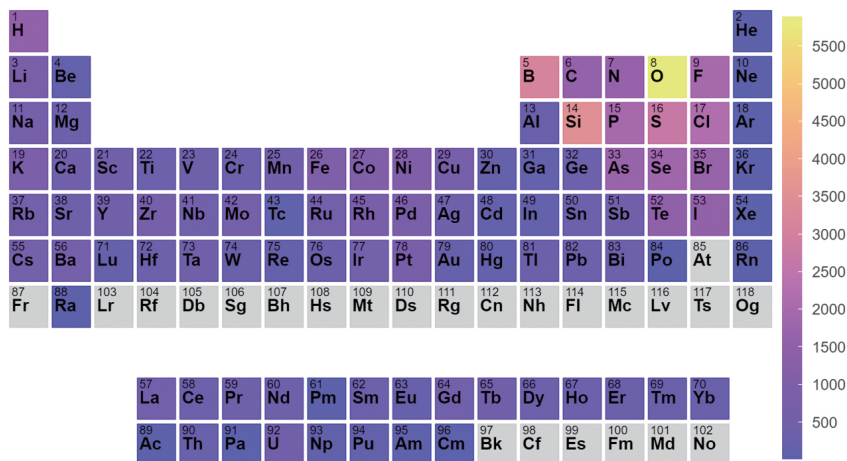 1 2
H He
3 4 5 6 7 8 9 10
Li Be B C N O F Ne
11 12 13 14 15 16 17 18
Na Mg Al Si P S Cl Ar
19 20 21 22 23 24 25 26 27 28 29 30 31 32 33 34 35 36
K Ca Sc Ti V Cr Mn Fe Co Ni Cu Zn Ga Ge As Se Br Kr
37 38 39 40 41 42 43 44 45 46 47 48 49 50 51 52 53 54
Rb Sr Y Zr Nb Mo Tc Ru Rh Pd Ag Cd In Sn Sb Te I Xe
55 56 71 72 73 74 75 76 77 78 79 80 81 82 83 84 85 86
Cs Ba Lu Hf Ta W Re Os Ir Pt Au Hg Tl Pb Bi Po At Rn
87 88 103 104 105 106 107 108 109 110 111 112 113 114 115 116 117 118
Fr Ra Lr Rf Db Sg Bh Hs Mt Ds Rg Cn Nh Fl Mc Lv Ts Og
57 58 59 60 61 62 63 64 65 66 67 68 69 70
La Ce Pr Nd Pm Sm Eu Gd Tb Dy Ho Er Tm Yb
89 90 91 92 93 94 95 96 97 98 99 100 101 102
Ac Th Pa U Np Pu Am Cm Bk Cf Es Fm Md No
5500
5000
4500
4000
3500
3000
2500
2000
1500
1000
500